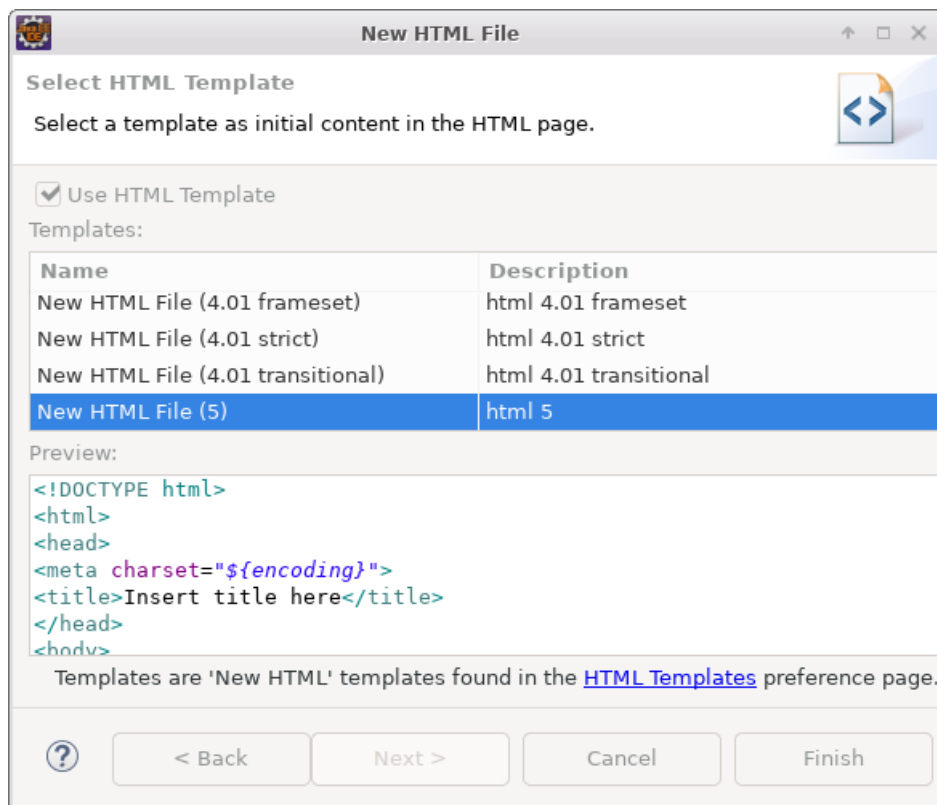 New HTML File
Select HTML Template
Select a template as initial content in the HTML page.
Use HTML Template
Templates:
Name Description
New HTML File (4.01 frameset) html 4.01 frameset
New HTML File (4.01 strict) html 4.01 strict
New HTML File (4.01 transitional) html 4.01 transitional
New HTML File (5) html 5
Preview:
<!DOCTYPE html>
<html>
<head>
<meta charset="${encoding}">
<title>Insert title here</title>
</head>
<body>
Templates are 'New HTML' templates found in the HTML Templates preference page.
? < Back Next > Cancel Finish